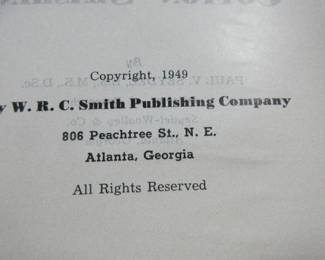 Copyright, 1949
y W. R. C. Smith Publishing Company
806 Peachtree St., N. E.
Atlanta, Georgia
All Rights Reserved